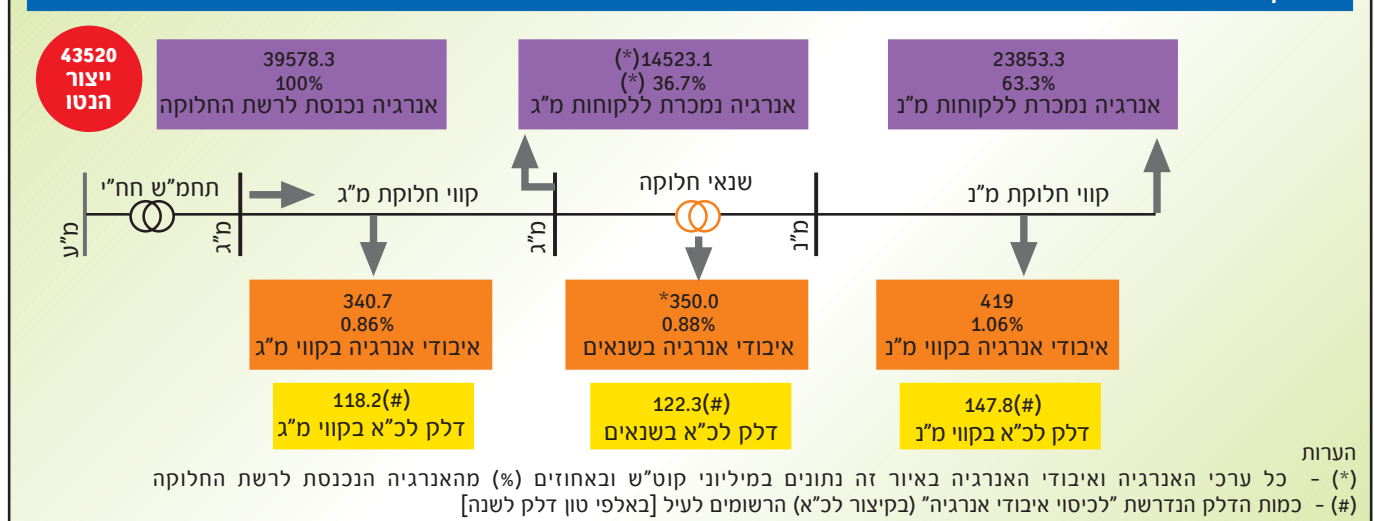 43520
ייצור
הנטו
39578.3
100%
אנרגיה נכנסת לרשת החלוקה
(*)14523.1
(*) 36.7%
אנרגיה נמכרת ללקוחות מ"ג
23853.3
63.3%
אנרגיה נמכרת ללקוחות מ"נ
תחמ"ש חח"י
קווי חלוקת מ"ג
שנאי חלוקה
קווי חלוקת מ"נ
מ"ע
מ"ג
מ"ג
מ"נ
340.7
0.86%
איבודי אנרגיה בקווי מ"ג
*350.0
0.88%
איבודי אנרגיה בשנאים
419
1.06%
איבודי אנרגיה בקווי מ"נ
118.2(#)
דלק לכ"א בקווי מ"ג
122.3(#)
דלק לכ"א בשנאים
147.8(#)
דלק לכ"א בקווי מ"נ
הערות
(*) - כל ערכי האנרגיה ואיבודי האנרגיה באיור זה נתונים במיליוני קוט"ש ובאחוזים (%) מהאנרגיה הנכנסת לרשת החלוקה
(#) - כמות הדלק הנדרשת "לכיסוי איבודי אנרגיה" (בקיצור לכ"א) הרשומים לעיל [באלפי טון דלק לשנה]